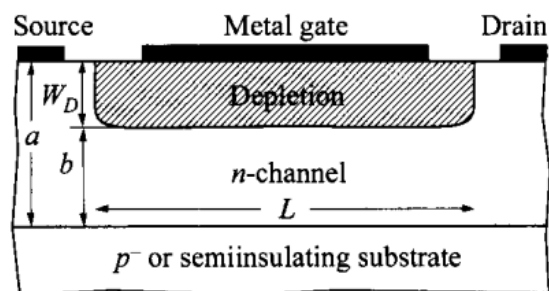 Source Metal gate Drain
W_D Depletion
a
b
n-channel
L
p⁻ or semiinsulating substrate